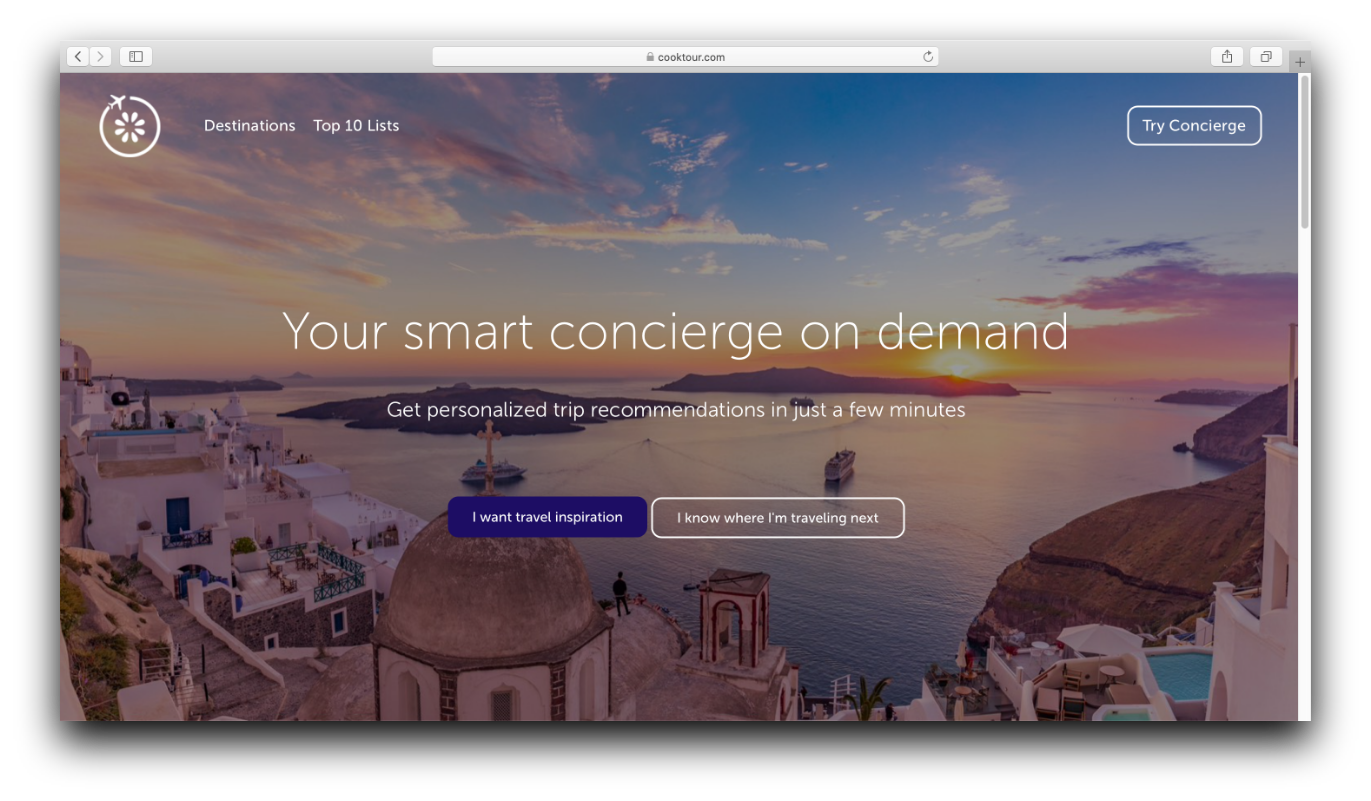 cooktour.com
Destinations Top 10 Lists
Try Concierge
Your smart concierge on demand
Get personalized trip recommendations in just a few minutes
I want travel inspiration
I know where I'm traveling next